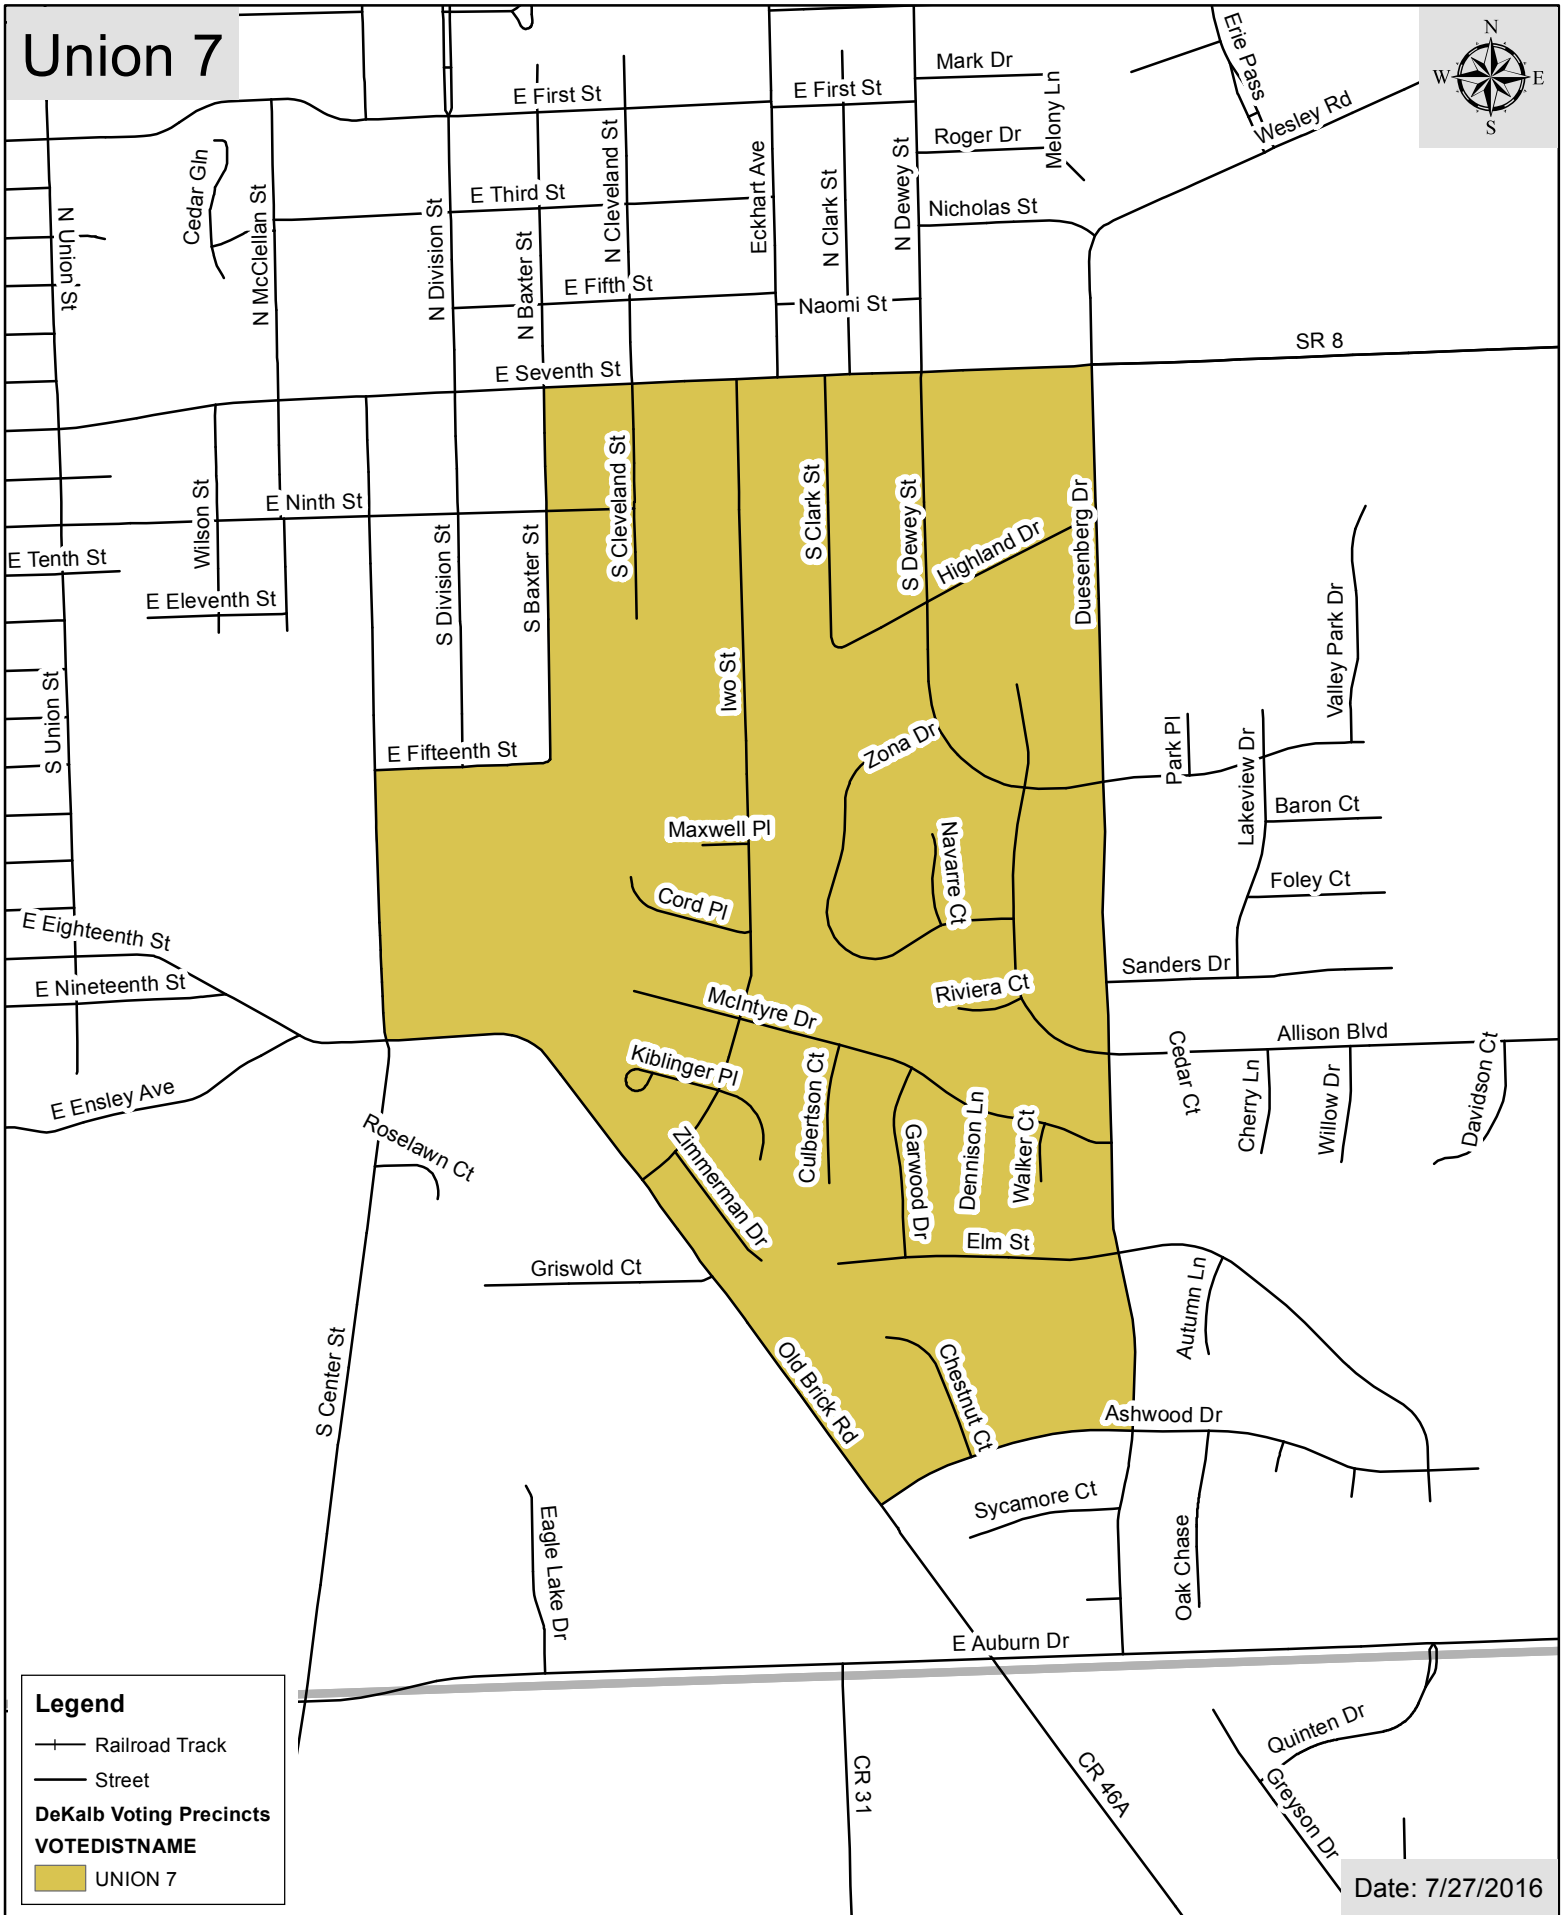 Union 7
N
W
E
S
Erie Pass
Mark Dr
Melony Ln
E First St
E First St
Wesley Rd
Roger Dr
Cedar Gln
N McClellan St
N Division St
E Third St
N Cleveland St
Eckhart Ave
N Clark St
N Dewey St
Nicholas St
N Union St
N Baxter St
E Fifth St
Naomi St
SR 8
E Seventh St
S Cleveland St
S Clark St
S Dewey St
Duesenberg Dr
Wilson St
E Ninth St
S Division St
S Baxter St
Highland Dr
E Tenth St
E Eleventh St
Valley Park Dr
Iwo St
S Union St
E Fifteenth St
Zona Dr
Park Pl
Lakeview Dr
Baron Ct
Maxwell Pl
Navarre Ct
Foley Ct
Cord Pl
E Eighteenth St
E Nineteenth St
Sanders Dr
Riviera Ct
McIntyre Dr
Allison Blvd
Kiblinger Pl
Culbertson Ct
Cedar Ct
Cherry Ln
Willow Dr
Davidson Ct
E Ensley Ave
Roselawn Ct
Zimmerman Dr
Garwood Dr
Dennison Ln
Walker Ct
Elm St
Griswold Ct
Autumn Ln
S Center St
Old Brick Rd
Chestnut Ct
Ashwood Dr
Sycamore Ct
Eagle Lake Dr
Oak Chase
E Auburn Dr
Quinten Dr
CR 31
CR 46A
Greyson Dr
Legend
Railroad Track
Street
DeKalb Voting Precincts
VOTEDISTNAME
UNION 7
Date: 7/27/2016